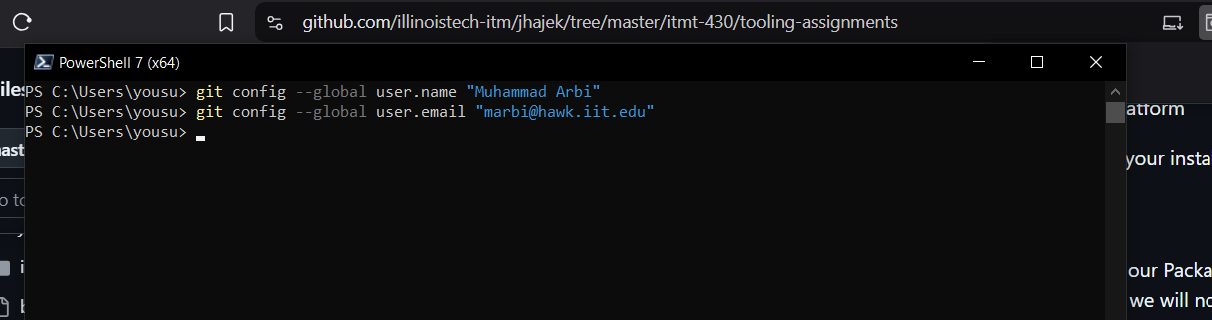 github.com/illinoistech-itm/jhajek/tree/master/itmt-430/tooling-assignments
PowerShell 7 (x64)
PS C:\Users\yousu> git config --global user.name "Muhammad Arbi"
PS C:\Users\yousu> git config --global user.email "marbi@hawk.iit.edu"
PS C:\Users\yousu>
iles
nast
o to
i
atform
your insta
our Packa
we will no